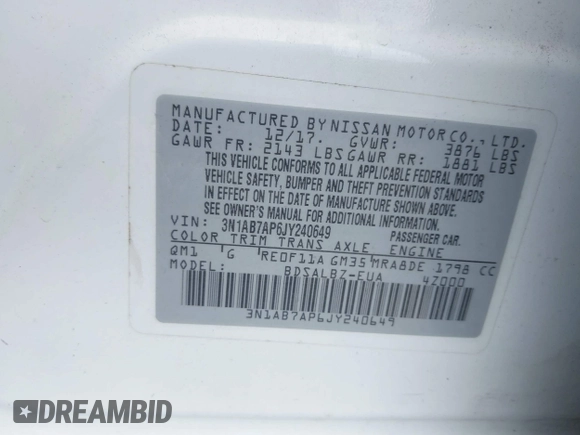 MANUFACTURED BY NISSAN MOTOR CO., LTD.
DATE: 12/17. GVWR: 3876 LBS
GAWR FR: 2143 LBS GAWR RR: 1881 LBS
THIS VEHICLE CONFORMS TO ALL APPLICABLE FEDERAL MOTOR
VEHICLE SAFETY, BUMPER AND THEFT PREVENTION STANDARDS
IN EFFECT ON THE DATE OF MANUFACTURE SHOWN ABOVE.
SEE OWNER'S MANUAL FOR ADDITIONAL INFORMATION.
VIN: 3N1AB7AP6JY240649 PASSENGER CAR.
COLOR TRIM TRANS AXLE ENGINE
QM1 G RE0F11A GM35 MRA8DE 1798 CC
MODEL: BDSALBZ-EUA 4Z000
3N1AB7AP6JY240649
DREAMBID